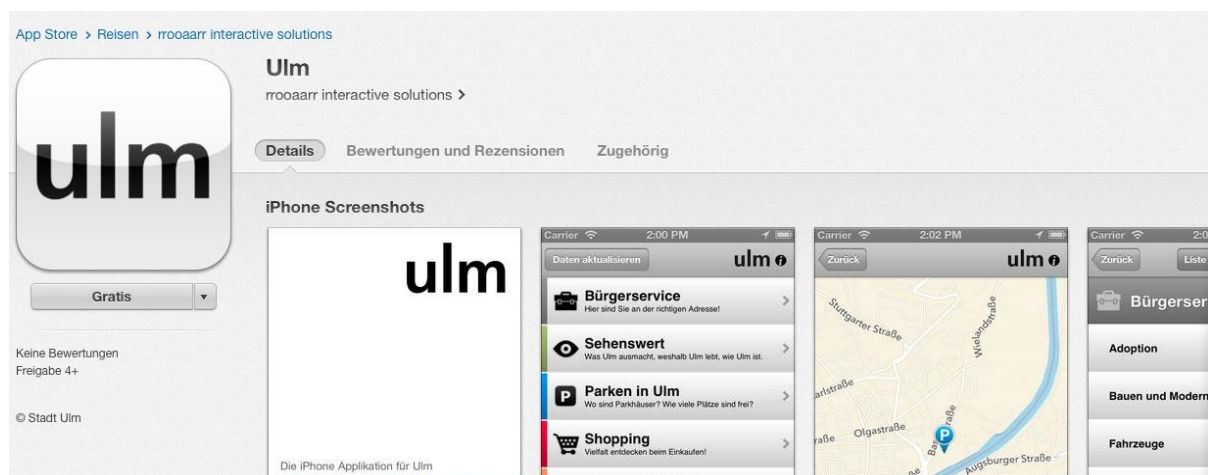 App Store > Reisen > rrooaarr interactive solutions
ulm
Ulm
rrooaarr interactive solutions >
Details Bewertungen und Rezensionen Zugehörig
Gratis
Keine Bewertungen
Freigabe 4+
© Stadt Ulm
iPhone Screenshots
ulm
Die iPhone Applikation für Ulm
Carrier 2:00 PM
Daten aktualisieren ulm
Bürgerservice
Hier sind Sie an der richtigen Adresse!
Sehenswert
Was Ulm ausmacht, weshalb Ulm lebt, wie Ulm ist.
P Parken in Ulm
Wo sind Parkhäuser? Wie viele Plätze sind frei?
Shopping
Vielfalt entdecken beim Einkaufen!
Carrier 2:02 PM
Zurück ulm
Stuttgarter Straße
Wielandstraße
arlstraße
raße Olgastraße
P
Augsburger Straße
Carrier 2:0
Zurück Liste
Bürgerser
Adoption
Bauen und Modern
Fahrzeuge